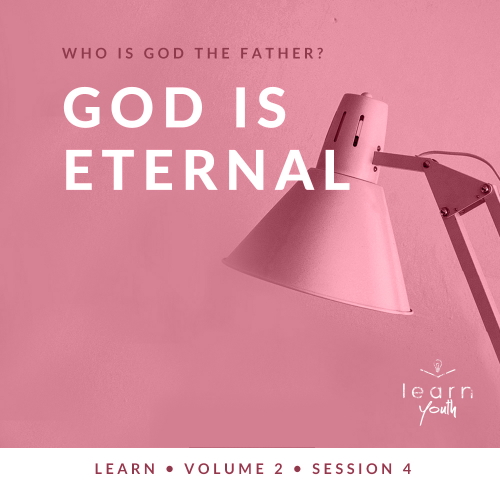 WHO IS GOD THE FATHER?
GOD IS
ETERNAL
learn
youth
LEARN • VOLUME 2 • SESSION 4